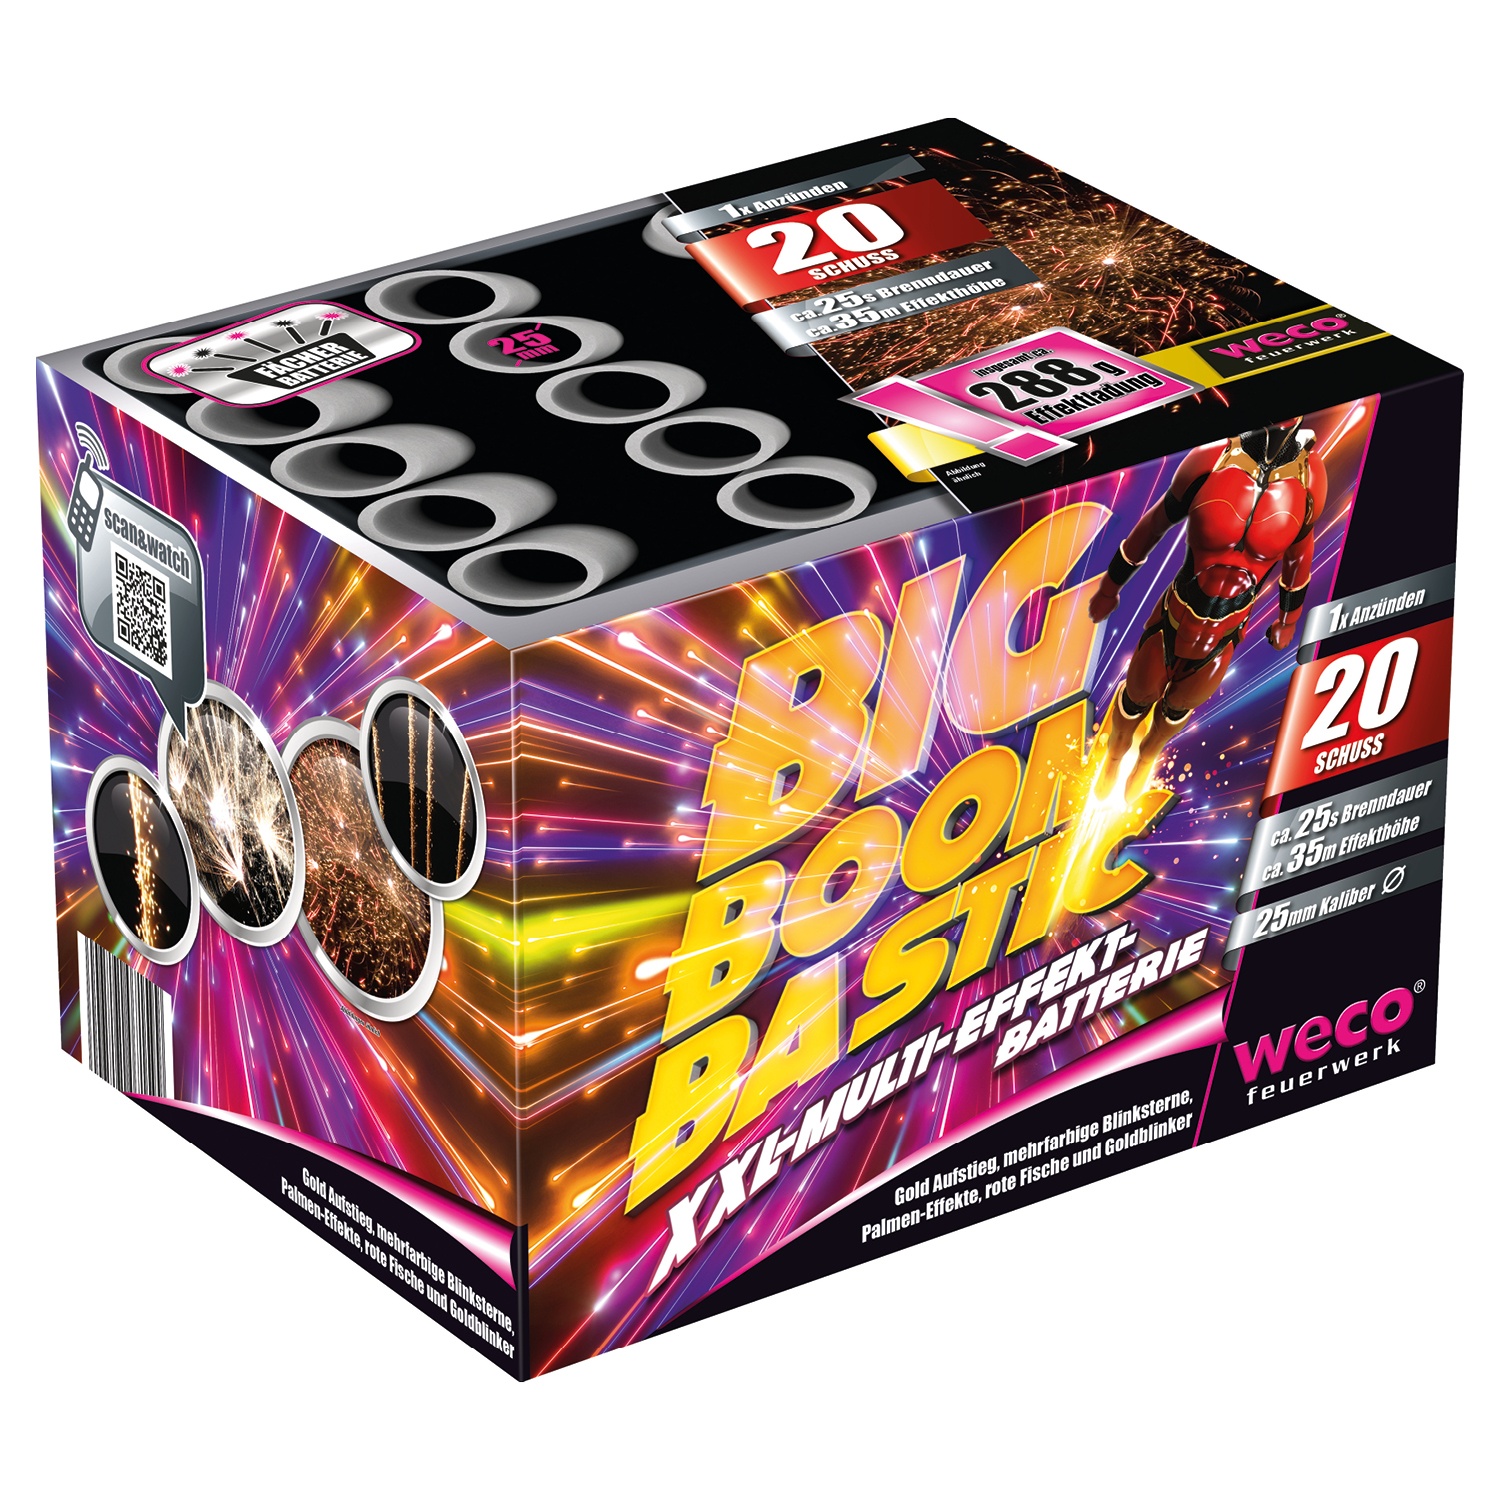 1x Anzünden
20
SCHUSS
ca. 25s Brenndauer
ca. 35m Effekthöhe
weco®
feuerwerk
insgesamt ca.
288 g
Effektladung
Abbildung
ähnlich
25
mm
FÄCHER
BATTERIE
scan&watch
BIG
BOOM
BASTIC
XXL-MULTI-EFFEKT-
BATTERIE
1x Anzünden
20
SCHUSS
ca. 25s Brenndauer
ca. 35m Effekthöhe
25mm Kaliber Ø
weco®
feuerwerk
Gold Aufstieg, mehrfarbige Blinksterne,
Palmen-Effekte, rote Fische und Goldblinker
Gold Aufstieg, mehrfarbige Blinksterne,
Palmen-Effekte, rote Fische und Goldblinker